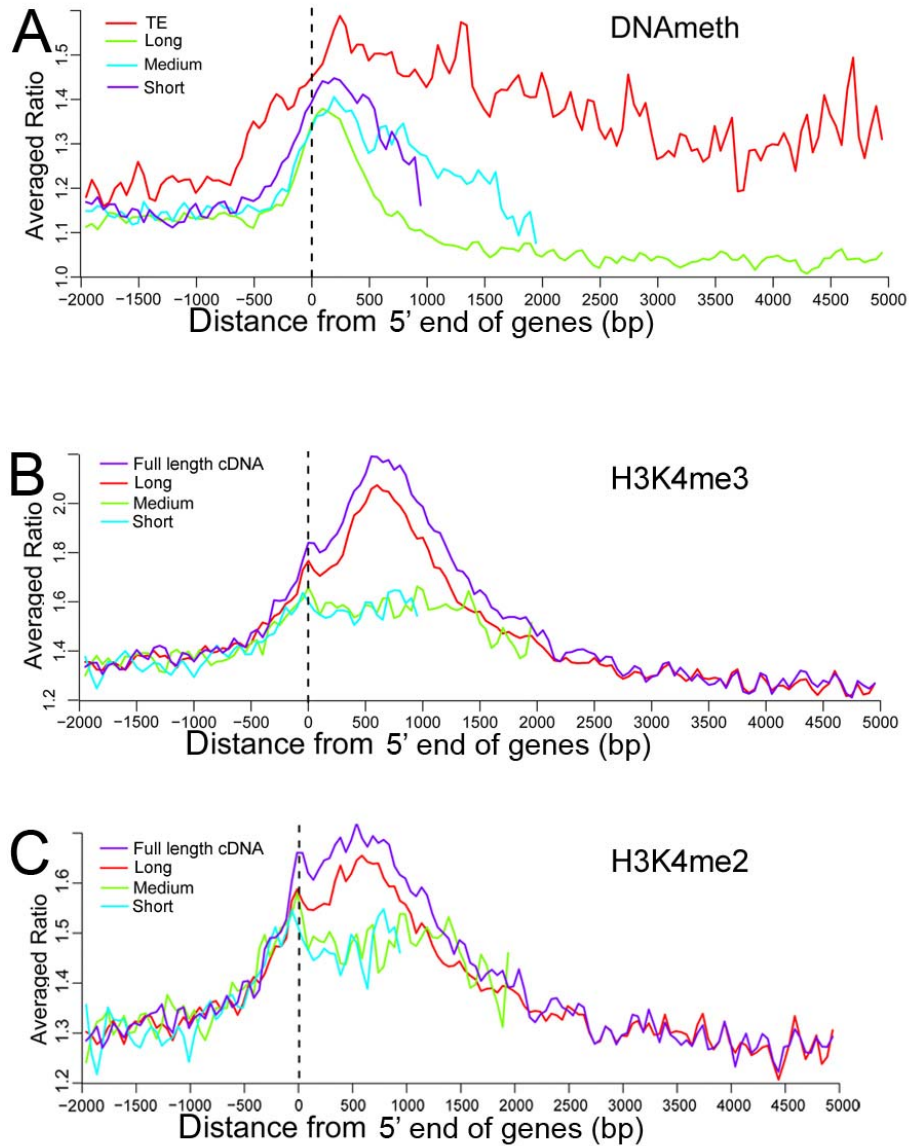 A
DNAmeth
TE
Long
Medium
Short
Averaged Ratio
1.0 1.1 1.2 1.3 1.4 1.5
−2000 −1500 −1000 −500 0 500 1000 1500 2000 2500 3000 3500 4000 4500 5000
Distance from 5' end of genes (bp)
B
H3K4me3
Full length cDNA
Long
Medium
Short
Averaged Ratio
1.2 1.4 1.6 1.8 2.0
−2000 −1500 −1000 −500 0 500 1000 1500 2000 2500 3000 3500 4000 4500 5000
Distance from 5' end of genes (bp)
C
H3K4me2
Full length cDNA
Long
Medium
Short
Averaged Ratio
1.2 1.3 1.4 1.5 1.6
−2000 −1500 −1000 −500 0 500 1000 1500 2000 2500 3000 3500 4000 4500 5000
Distance from 5' end of genes (bp)